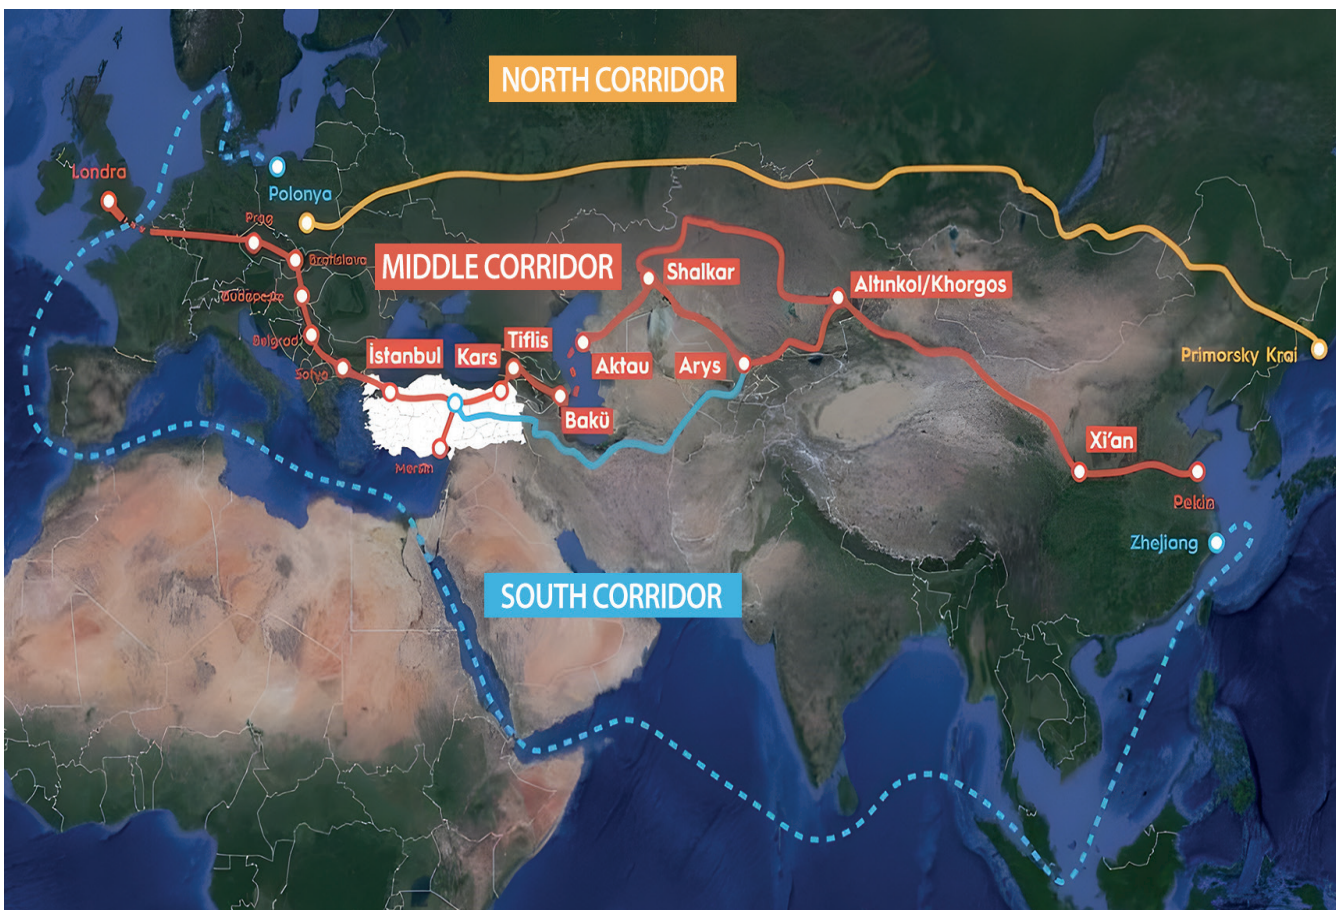 NORTH CORRIDOR
Londra
Polonya
Prag
Bratislava
MIDDLE CORRIDOR
Shalkar
Altınkol/Khorgos
Budapeşte
Belgrad
Sofya
İstanbul
Kars
Tiflis
Aktau
Arys
Primorsky Krai
Bakü
Mersin
Xi'an
Pekin
Zhejiang
SOUTH CORRIDOR